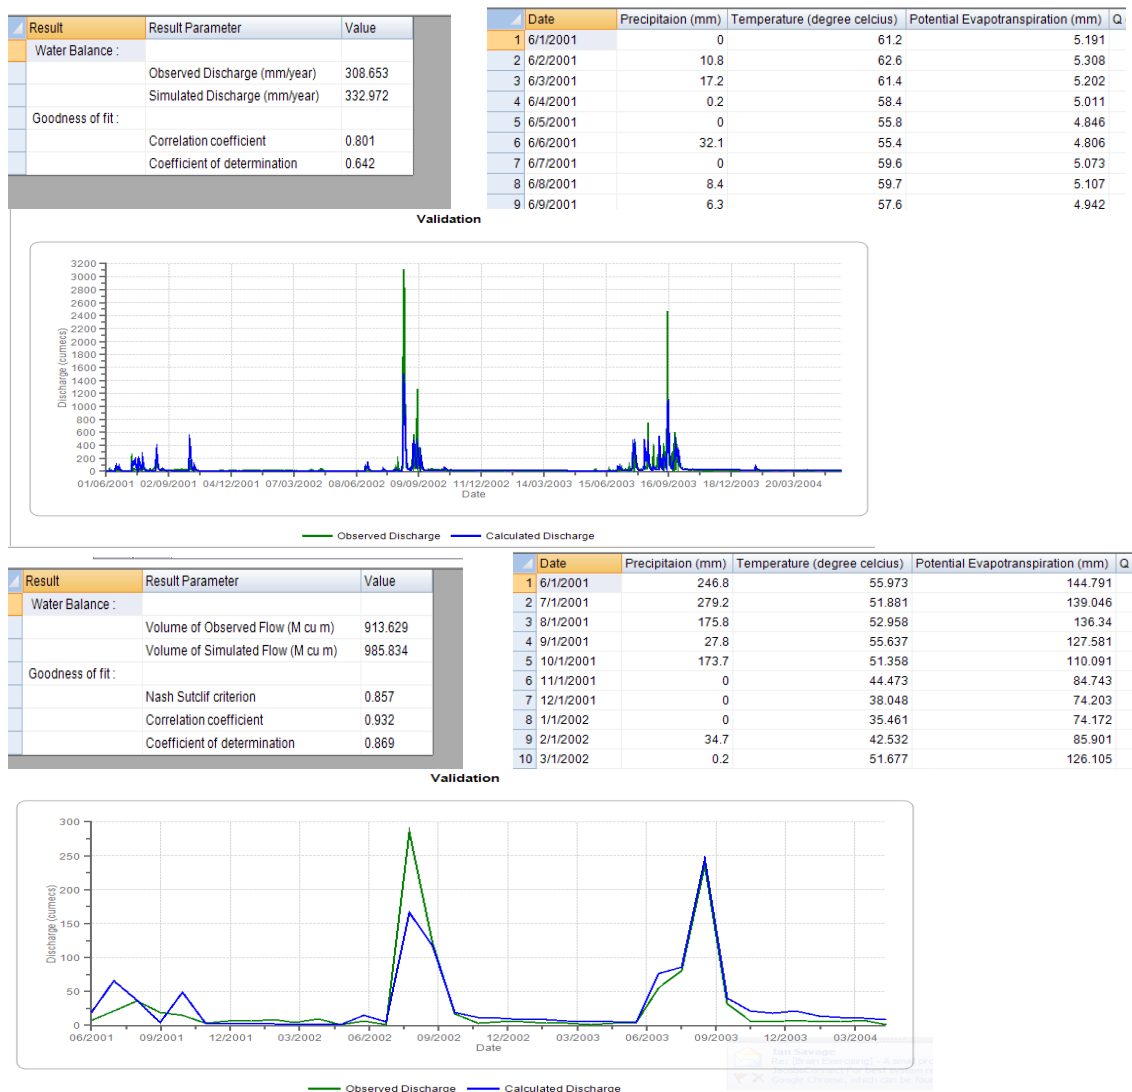 Result Result Parameter Value
Water Balance :
Observed Discharge (mm/year) 308.653
Simulated Discharge (mm/year) 332.972
Goodness of fit :
Correlation coefficient 0.801
Coefficient of determination 0.642
Date Precipitaion (mm) Temperature (degree celcius) Potential Evapotranspiration (mm) Q
1 6/1/2001 0 61.2 5.191
2 6/2/2001 10.8 62.6 5.308
3 6/3/2001 17.2 61.4 5.202
4 6/4/2001 0.2 58.4 5.011
5 6/5/2001 0 55.8 4.846
6 6/6/2001 32.1 55.4 4.806
7 6/7/2001 0 59.6 5.073
8 6/8/2001 8.4 59.7 5.107
9 6/9/2001 6.3 57.6 4.942
Validation
3200
3000
2800
2600
2400
2200
2000
1800
1600
1400
1200
1000
800
600
400
200
0
Discharge (cumecs)
01/06/2001 02/09/2001 04/12/2001 07/03/2002 08/06/2002 09/09/2002 11/12/2002 14/03/2003 15/06/2003 16/09/2003 18/12/2003 20/03/2004
Date
Observed Discharge Calculated Discharge
Result Result Parameter Value
Water Balance :
Volume of Observed Flow (M cu m) 913.629
Volume of Simulated Flow (M cu m) 985.834
Goodness of fit :
Nash Sutclif criterion 0.857
Correlation coefficient 0.932
Coefficient of determination 0.869
Date Precipitaion (mm) Temperature (degree celcius) Potential Evapotranspiration (mm) Q
1 6/1/2001 246.8 55.973 144.791
2 7/1/2001 279.2 51.881 139.046
3 8/1/2001 175.8 52.958 136.34
4 9/1/2001 27.8 55.637 127.581
5 10/1/2001 173.7 51.358 110.091
6 11/1/2001 0 44.473 84.743
7 12/1/2001 0 38.048 74.203
8 1/1/2002 0 35.461 74.172
9 2/1/2002 34.7 42.532 85.901
10 3/1/2002 0.2 51.677 126.105
Validation
300
250
200
150
100
50
0
Discharge (cumecs)
06/2001 09/2001 12/2001 03/2002 06/2002 09/2002 12/2002 03/2003 06/2003 09/2003 12/2003 03/2004
Date
Ian Savage
Observed Discharge Calculated Discharge